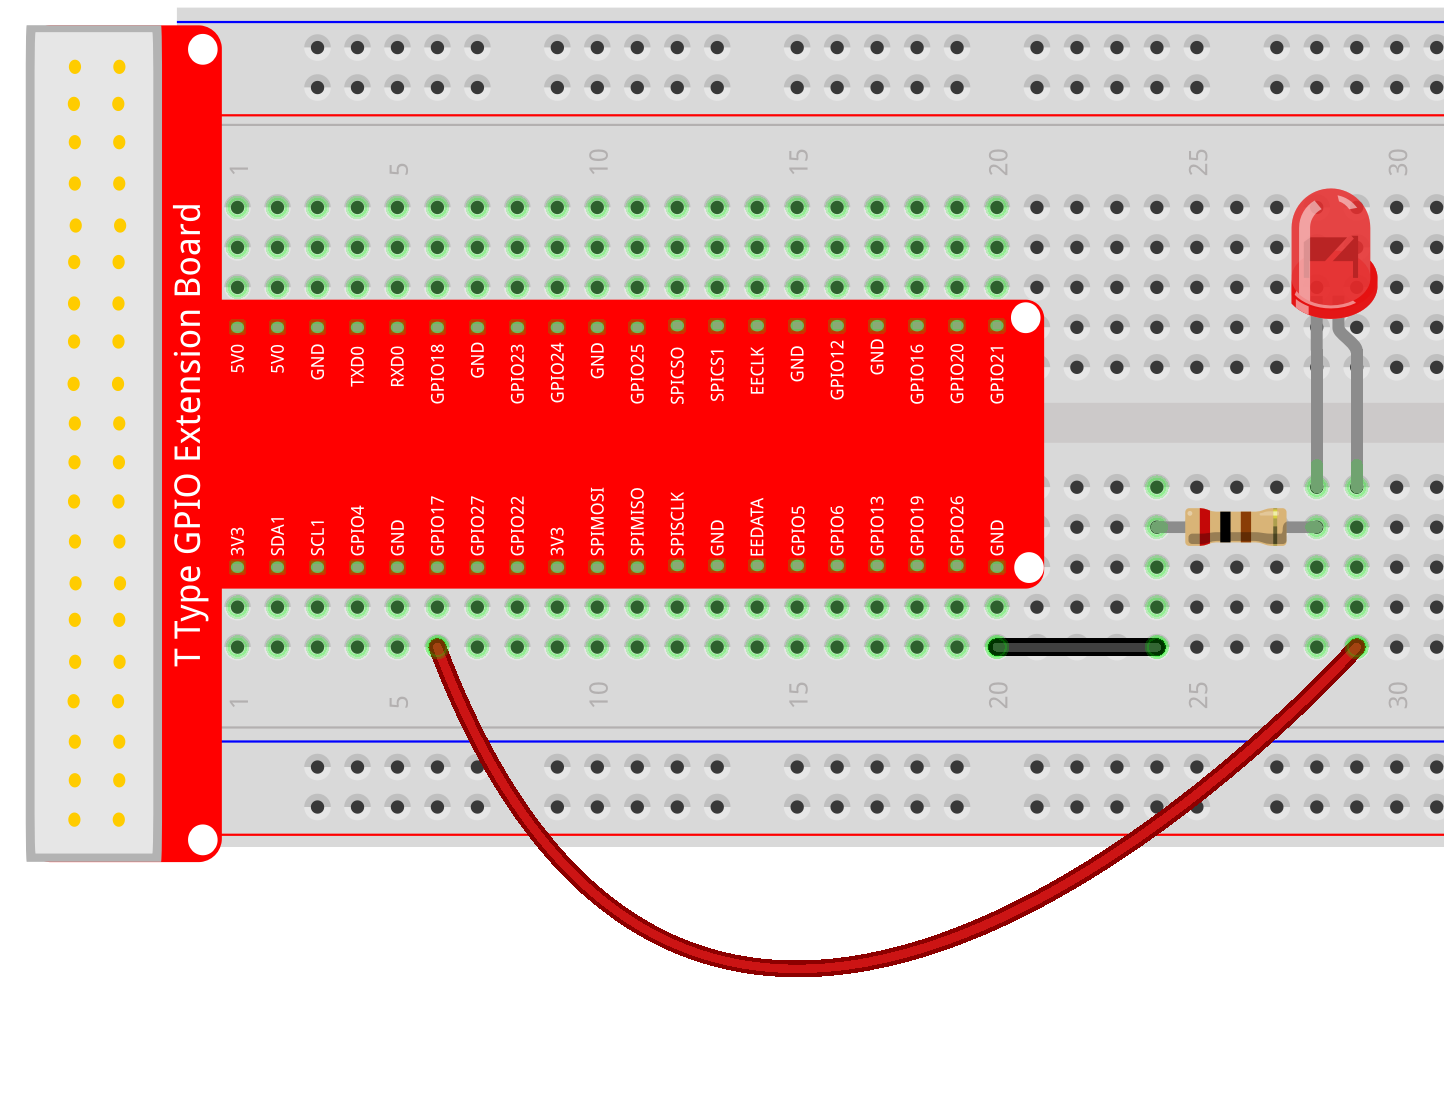 1 5 10 15 20 25 30
T Type GPIO Extension Board
5V0 5V0 GND TXD0 RXD0 GPIO18 GND GPIO23 GPIO24 GND GPIO25 SPICSO SPICS1 EECLK GND GPIO12 GND GPIO16 GPIO20 GPIO21
3V3 SDA1 SCL1 GPIO4 GND GPIO17 GPIO27 GPIO22 3V3 SPIMOSI SPIMISO SPISCLK GND EEDATA GPIO5 GPIO6 GPIO13 GPIO19 GPIO26 GND
1 5 10 15 20 25 30